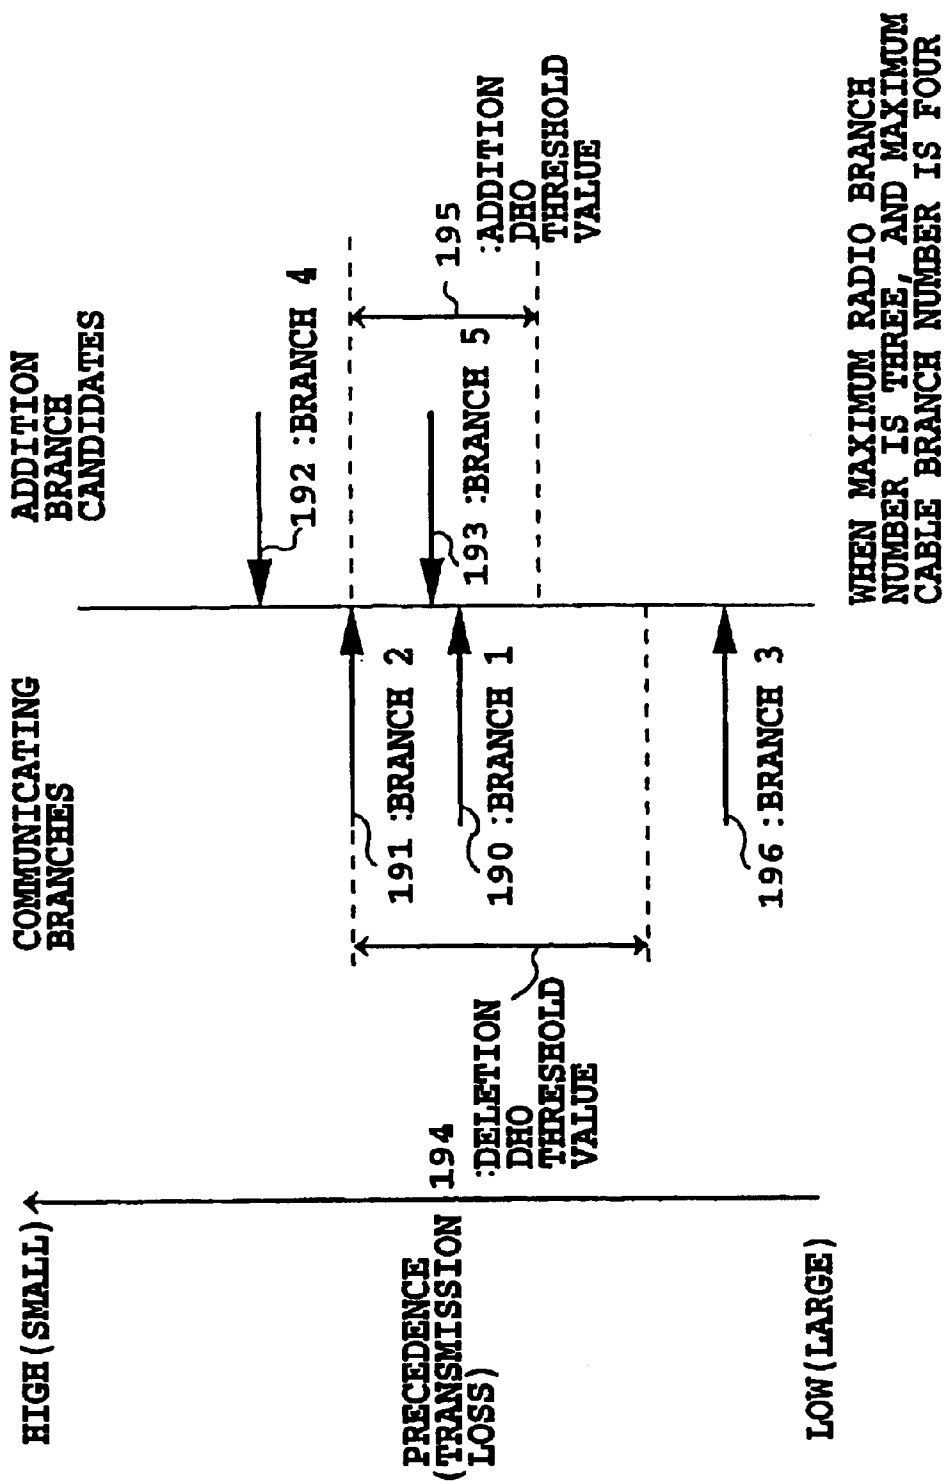 HIGH(SMALL)
PRECEDENCE
(TRANSMISSION
LOSS)
LOW(LARGE)
COMMUNICATING
BRANCHES
ADDITION
BRANCH
CANDIDATES
192 :BRANCH 4
191 :BRANCH 2
193 :BRANCH 5
190 :BRANCH 1
196 :BRANCH 3
194
:DELETION
DHO
THRESHOLD
VALUE
195
:ADDITION
DHO
THRESHOLD
VALUE
WHEN MAXIMUM RADIO BRANCH
NUMBER IS THREE, AND MAXIMUM
CABLE BRANCH NUMBER IS FOUR